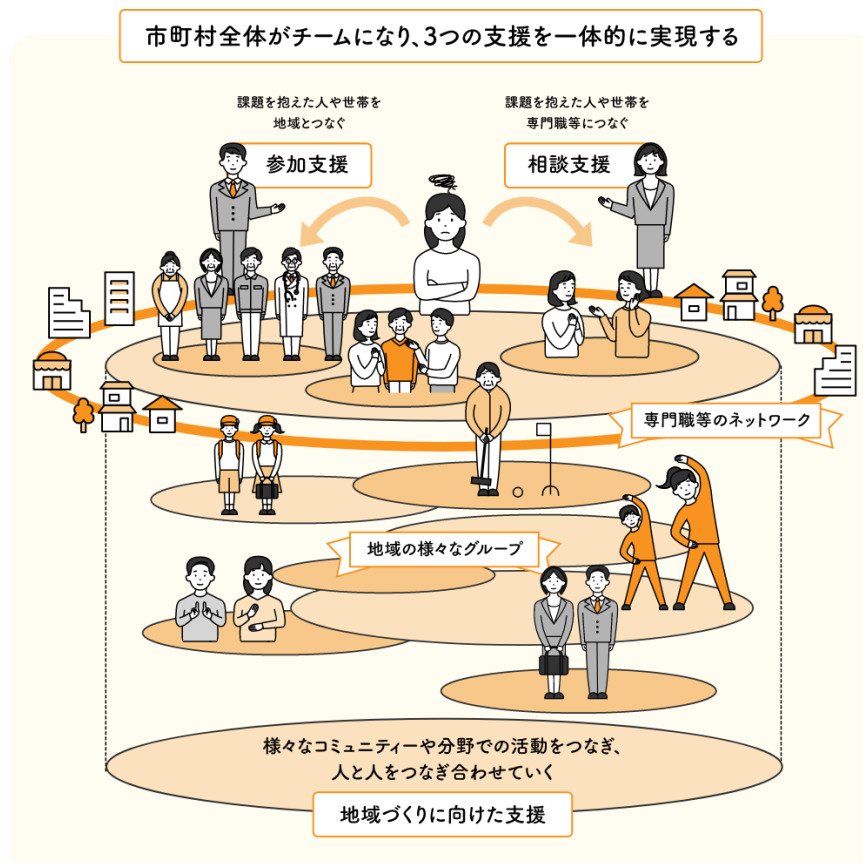 市町村全体がチームになり、3つの支援を一体的に実現する
課題を抱えた人や世帯を
地域とつなぐ
参加支援
課題を抱えた人や世帯を
専門職等につなぐ
相談支援
専門職等のネットワーク
地域の様々なグループ
様々なコミュニティーや分野での活動をつなぎ、
人と人をつなぎ合わせていく
地域づくりに向けた支援